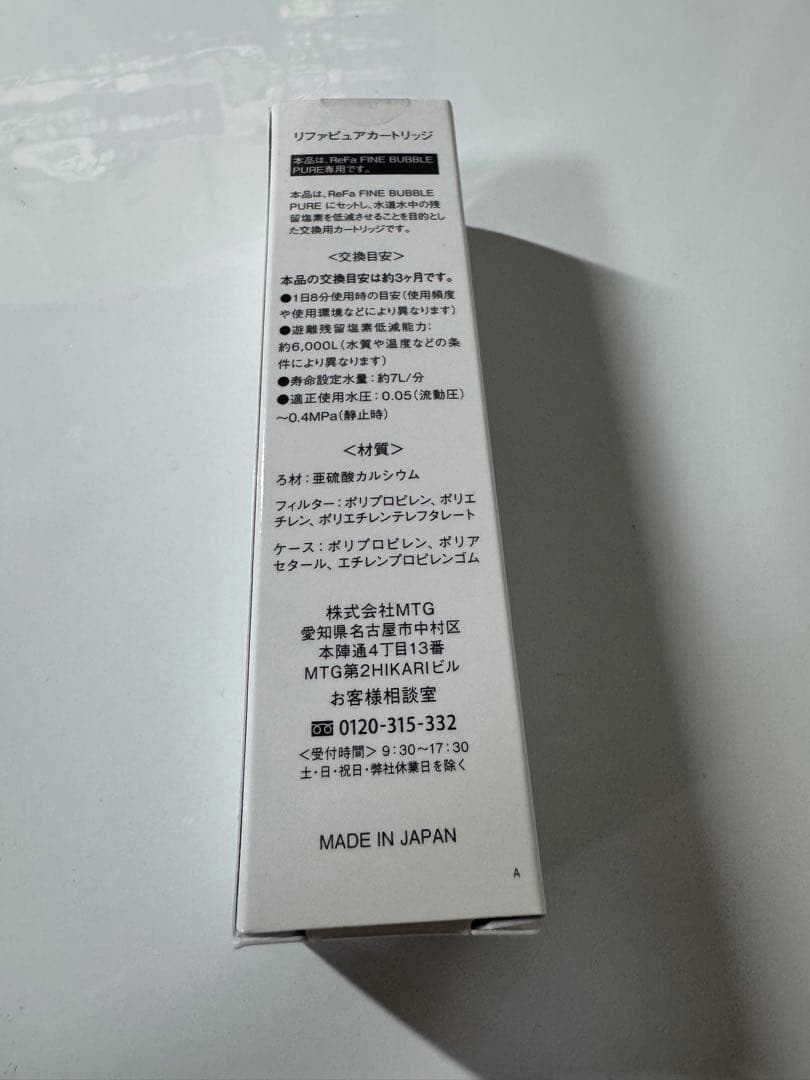 リファピュアカートリッジ
本品は、ReFa FINE BUBBLE
PURE専用です。
本品は、ReFa FINE BUBBLE
PURE にセットし、水道水中の残
留塩素を低減させることを目的とし
た交換用カートリッジです。
＜交換目安＞
本品の交換目安は約3ヶ月です。
●1日8分使用時の目安（使用頻度
や使用環境などにより異なります）
●遊離残留塩素低減能力：
約6,000L（水質や温度などの条
件により異なります）
●寿命設定水量：約7L/分
●適正使用水圧：0.05（流動圧）
～0.4MPa（静止時）
＜材質＞
ろ材：亜硫酸カルシウム
フィルター：ポリプロピレン、ポリエ
チレン、ポリエチレンテレフタレート
ケース：ポリプロピレン、ポリア
セタール、エチレンプロピレンゴム
株式会社MTG
愛知県名古屋市中村区
本陣通4丁目13番
MTG第2HIKARIビル
お客様相談室
0120-315-332
＜受付時間＞9：30～17：30
土・日・祝日・弊社休業日を除く
MADE IN JAPAN
A